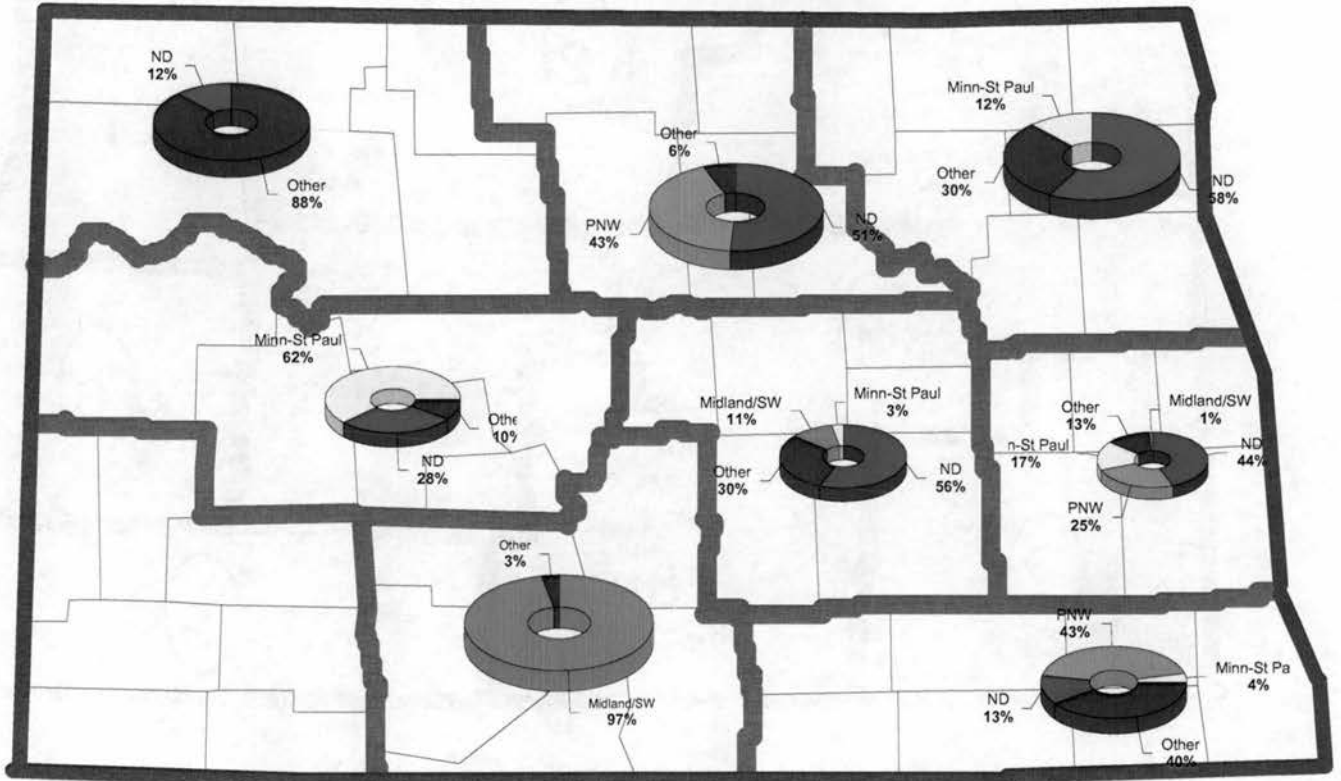 ND
12%
Other
88%
Other
6%
PNW
43%
ND
51%
Minn-St Paul
12%
Other
30%
ND
58%
Minn-St Paul
62%
Othe
10%
ND
28%
Midland/SW
11%
Minn-St Paul
3%
Other
30%
ND
56%
Other
13%
Midland/SW
1%
n-St Paul
17%
ND
44%
PNW
25%
Other
3%
Midland/SW
97%
PNW
43%
Minn-St Pa
4%
ND
13%
Other
40%